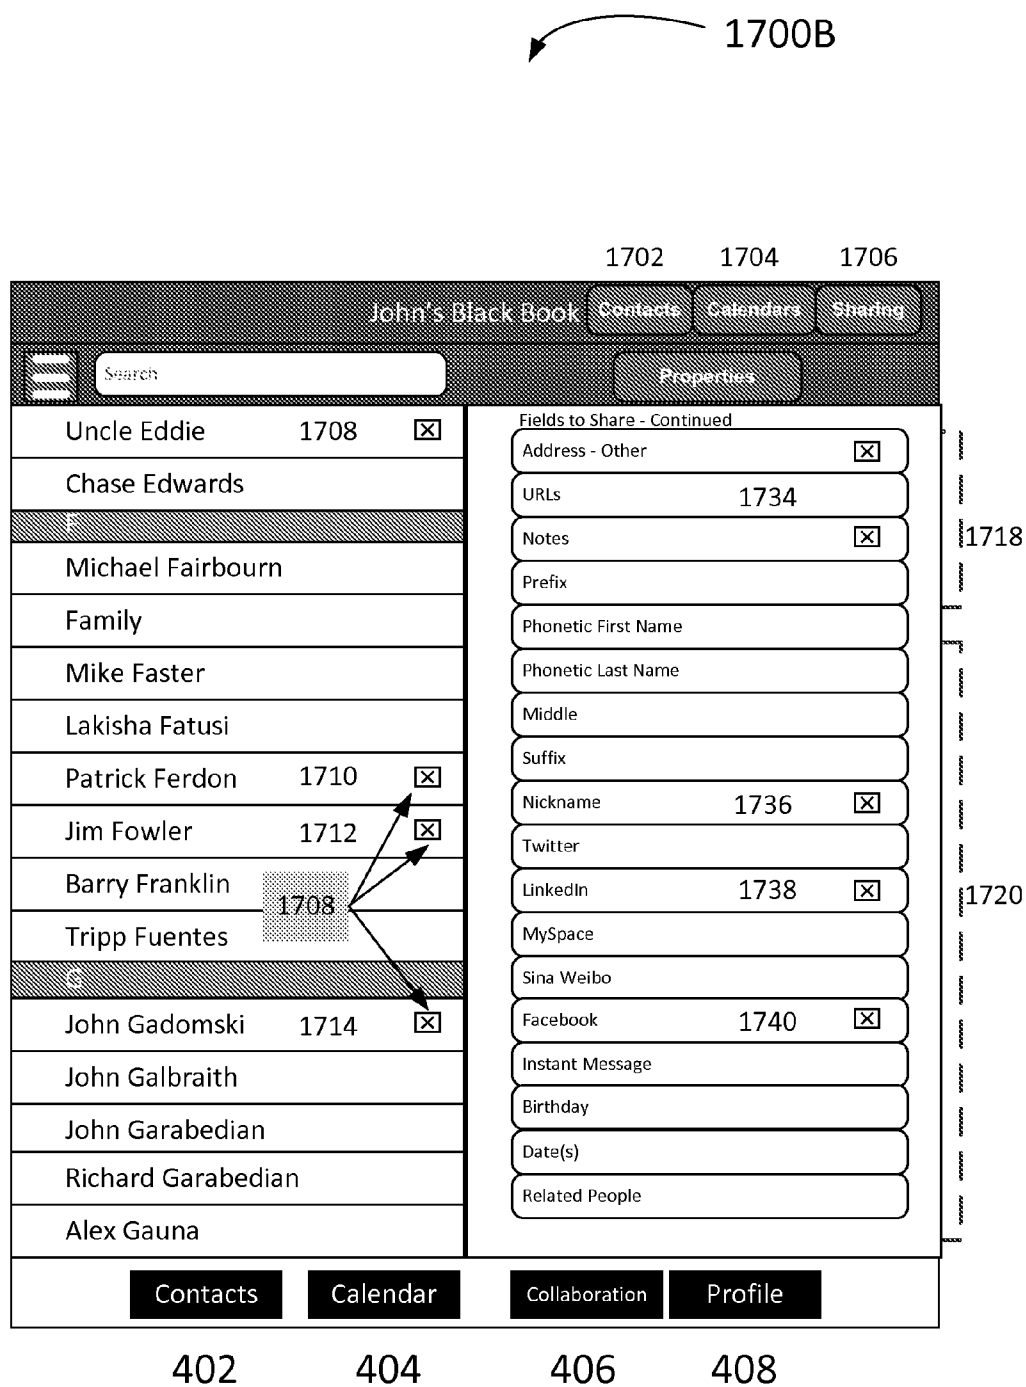 1700B
1702 1704 1706
John's Black Book Contacts Calendars Sharing
Search Properties
Uncle Eddie 1708
Chase Edwards
F
Michael Fairbourn
Family
Mike Faster
Lakisha Fatusi
Patrick Ferdon 1710
Jim Fowler 1712
Barry Franklin
1708
Tripp Fuentes
G
John Gadomski 1714
John Galbraith
John Garabedian
Richard Garabedian
Alex Gauna
Fields to Share - Continued
Address - Other
URLs 1734
Notes
Prefix
Phonetic First Name
Phonetic Last Name
Middle
Suffix
Nickname 1736
Twitter
LinkedIn 1738
MySpace
Sina Weibo
Facebook 1740
Instant Message
Birthday
Date(s)
Related People
1718
1720
Contacts Calendar Collaboration Profile
402 404 406 408